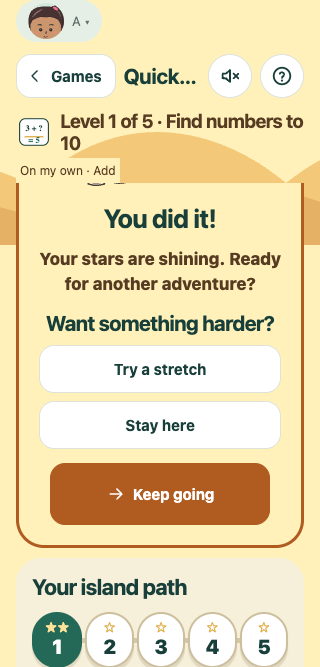 A
Games
Quick...
3 + ?
= 5
Level 1 of 5 · Find numbers to
10
On my own · Add
You did it!
Your stars are shining. Ready
for another adventure?
Want something harder?
Try a stretch
Stay here
→ Keep going
Your island path
1 2 3 4 5